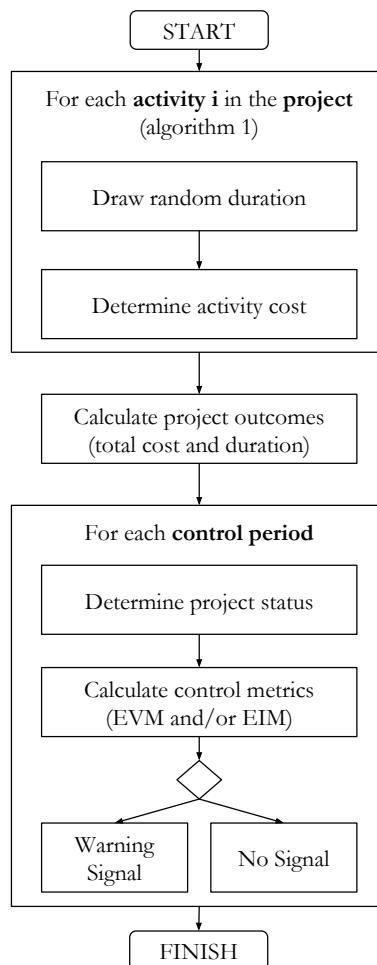 START
For each activity i in the project
(algorithm 1)
Draw random duration
Determine activity cost
Calculate project outcomes
(total cost and duration)
For each control period
Determine project status
Calculate control metrics
(EVM and/or EIM)
Warning
Signal
No Signal
FINISH